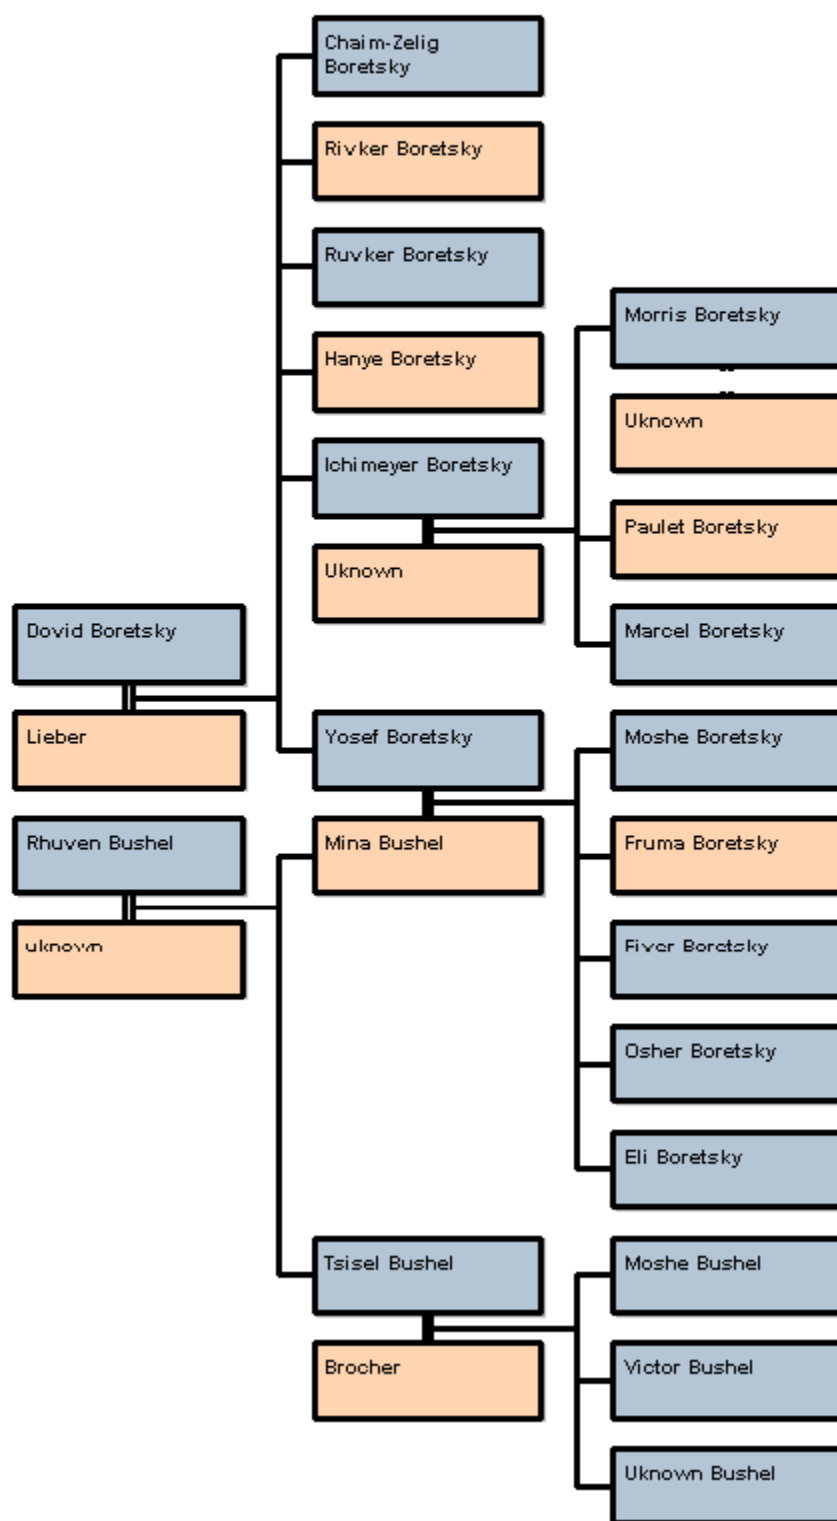 Chaim-Zelig
Boretsky
Rivker Boretsky
Ruvker Boretsky
Hanye Boretsky
Ichimeyer Boretsky
Uknown
Morris Boretsky
Uknown
Paulet Boretsky
Marcel Boretsky
Dovid Boretsky
Lieber
Rhuven Bushel
uknown
Yosef Boretsky
Mina Bushel
Moshe Boretsky
Fruma Boretsky
Fiver Boretsky
Osher Boretsky
Eli Boretsky
Tsisel Bushel
Brocher
Moshe Bushel
Victor Bushel
Uknown Bushel